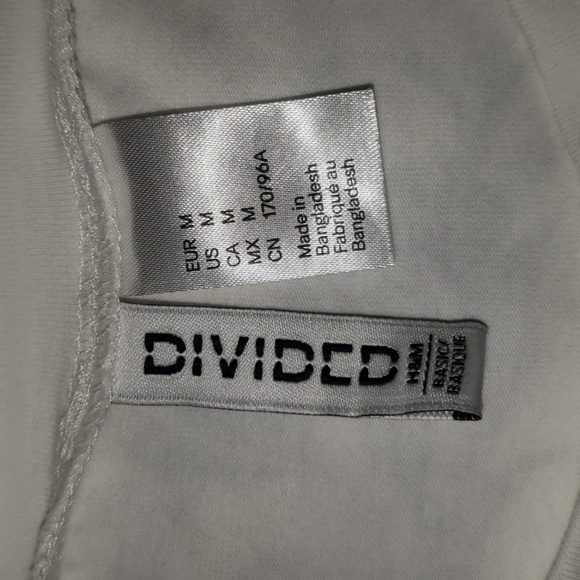 EUR M
US M
CA M
MX M
CN 170/96A
Made in
Bangladesh
Fabriqué au
Bangladesh
DIVIDED
H&M
BASIC/
BASIQUE